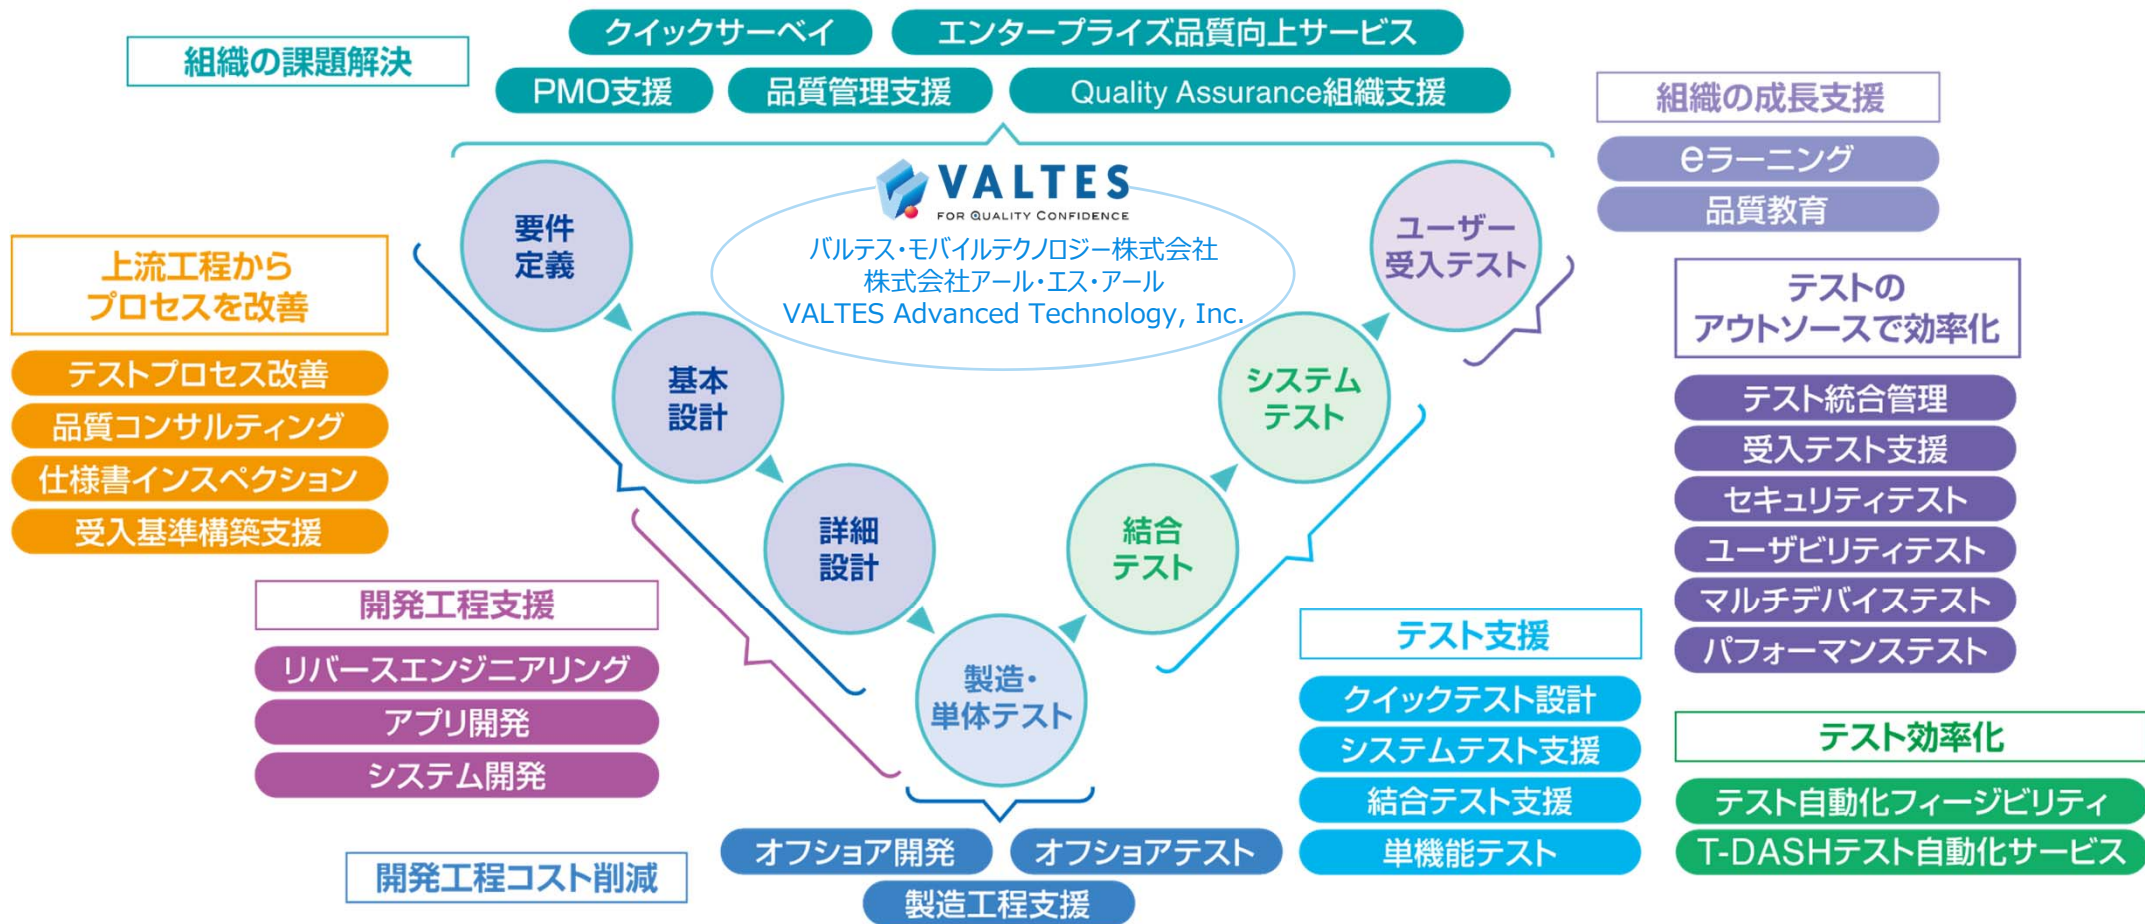 組織の課題解決
クイックサーベイ
エンタープライズ品質向上サービス
PMO支援
品質管理支援
Quality Assurance組織支援
組織の成長支援
eラーニング
品質教育
VALTES
FOR QUALITY CONFIDENCE
バルテス・モバイルテクノロジー株式会社
株式会社アール・エス・アール
VALTES Advanced Technology, Inc.
要件
定義
基本
設計
詳細
設計
製造・
単体テスト
結合
テスト
システム
テスト
ユーザー
受入テスト
上流工程から
プロセスを改善
テストプロセス改善
品質コンサルティング
仕様書インスペクション
受入基準構築支援
開発工程支援
リバースエンジニアリング
アプリ開発
システム開発
開発工程コスト削減
オフショア開発
オフショアテスト
製造工程支援
テスト支援
クイックテスト設計
システムテスト支援
結合テスト支援
単機能テスト
テストの
アウトソースで効率化
テスト統合管理
受入テスト支援
セキュリティテスト
ユーザビリティテスト
マルチデバイステスト
パフォーマンステスト
テスト効率化
テスト自動化フィージビリティ
T-DASHテスト自動化サービス